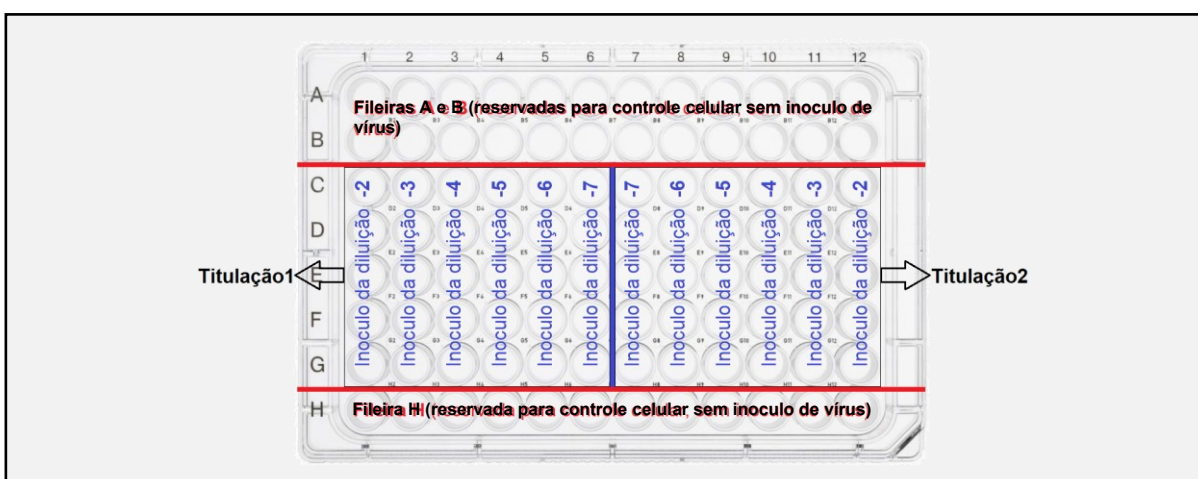 1 2 3 4 5 6 7 8 9 10 11 12
A
Fileiras A e B (reservadas para controle celular sem inoculo de
vírus)
B
C
D
E
F
G
H
Inoculo da diluição -2
Inoculo da diluição -3
Inoculo da diluição -4
Inoculo da diluição -5
Inoculo da diluição -6
Inoculo da diluição -7
Inoculo da diluição -7
Inoculo da diluição -6
Inoculo da diluição -5
Inoculo da diluição -4
Inoculo da diluição -3
Inoculo da diluição -2
Titulação1
Titulação2
Fileira H (reservada para controle celular sem inoculo de vírus)